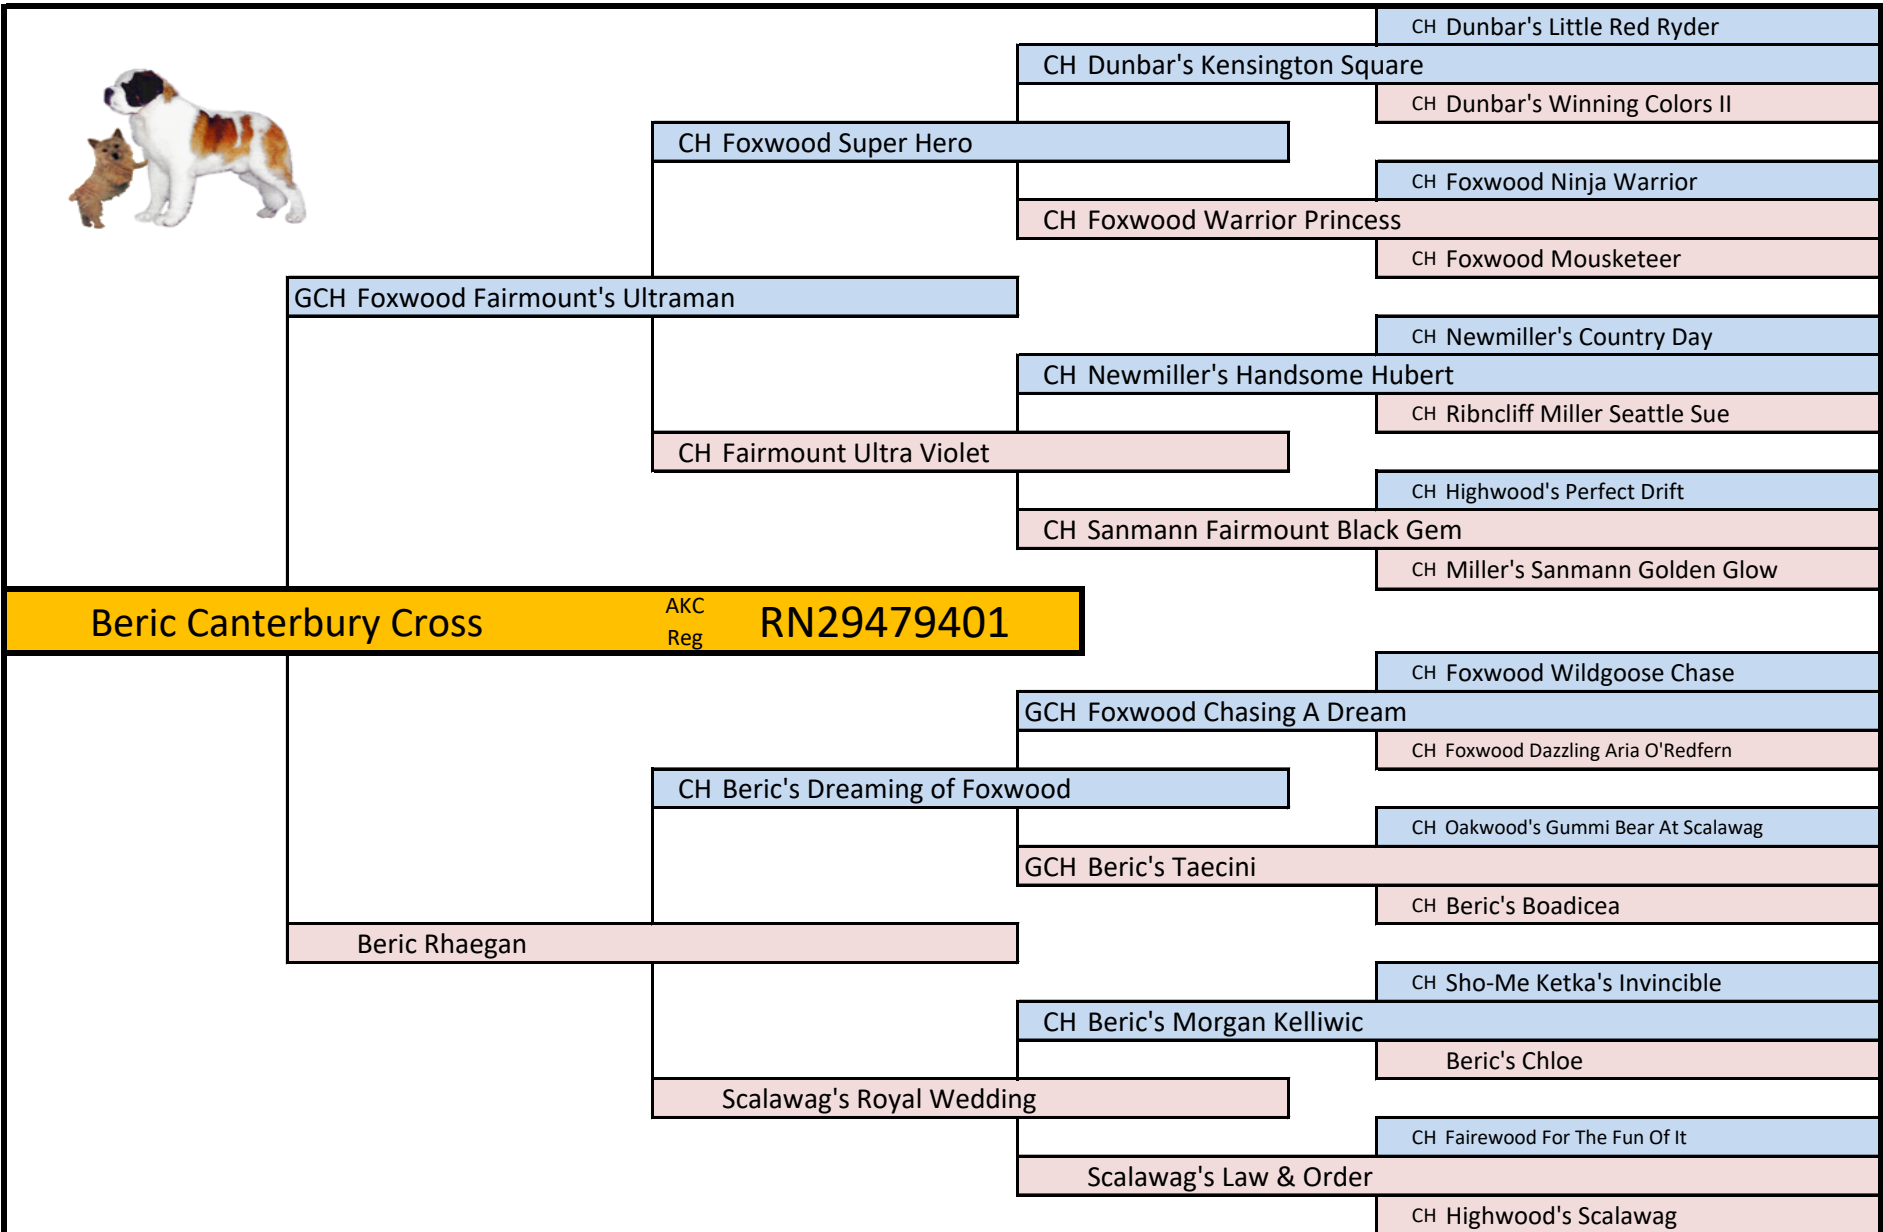 CH Dunbar's Little Red Ryder
CH Dunbar's Kensington Square
CH Dunbar's Winning Colors II
CH Foxwood Super Hero
CH Foxwood Ninja Warrior
CH Foxwood Warrior Princess
CH Foxwood Mousketeer
GCH Foxwood Fairmount's Ultraman
CH Newmiller's Country Day
CH Newmiller's Handsome Hubert
CH Ribncliff Miller Seattle Sue
CH Fairmount Ultra Violet
CH Highwood's Perfect Drift
CH Sanmann Fairmount Black Gem
CH Miller's Sanmann Golden Glow
Beric Canterbury Cross AKC Reg RN29479401
CH Foxwood Wildgoose Chase
GCH Foxwood Chasing A Dream
CH Foxwood Dazzling Aria O'Redfern
CH Beric's Dreaming of Foxwood
CH Oakwood's Gummi Bear At Scalawag
GCH Beric's Taecini
CH Beric's Boadicea
Beric Rhaegan
CH Sho-Me Ketka's Invincible
CH Beric's Morgan Kelliwic
Beric's Chloe
Scalawag's Royal Wedding
CH Fairewood For The Fun Of It
Scalawag's Law & Order
CH Highwood's Scalawag